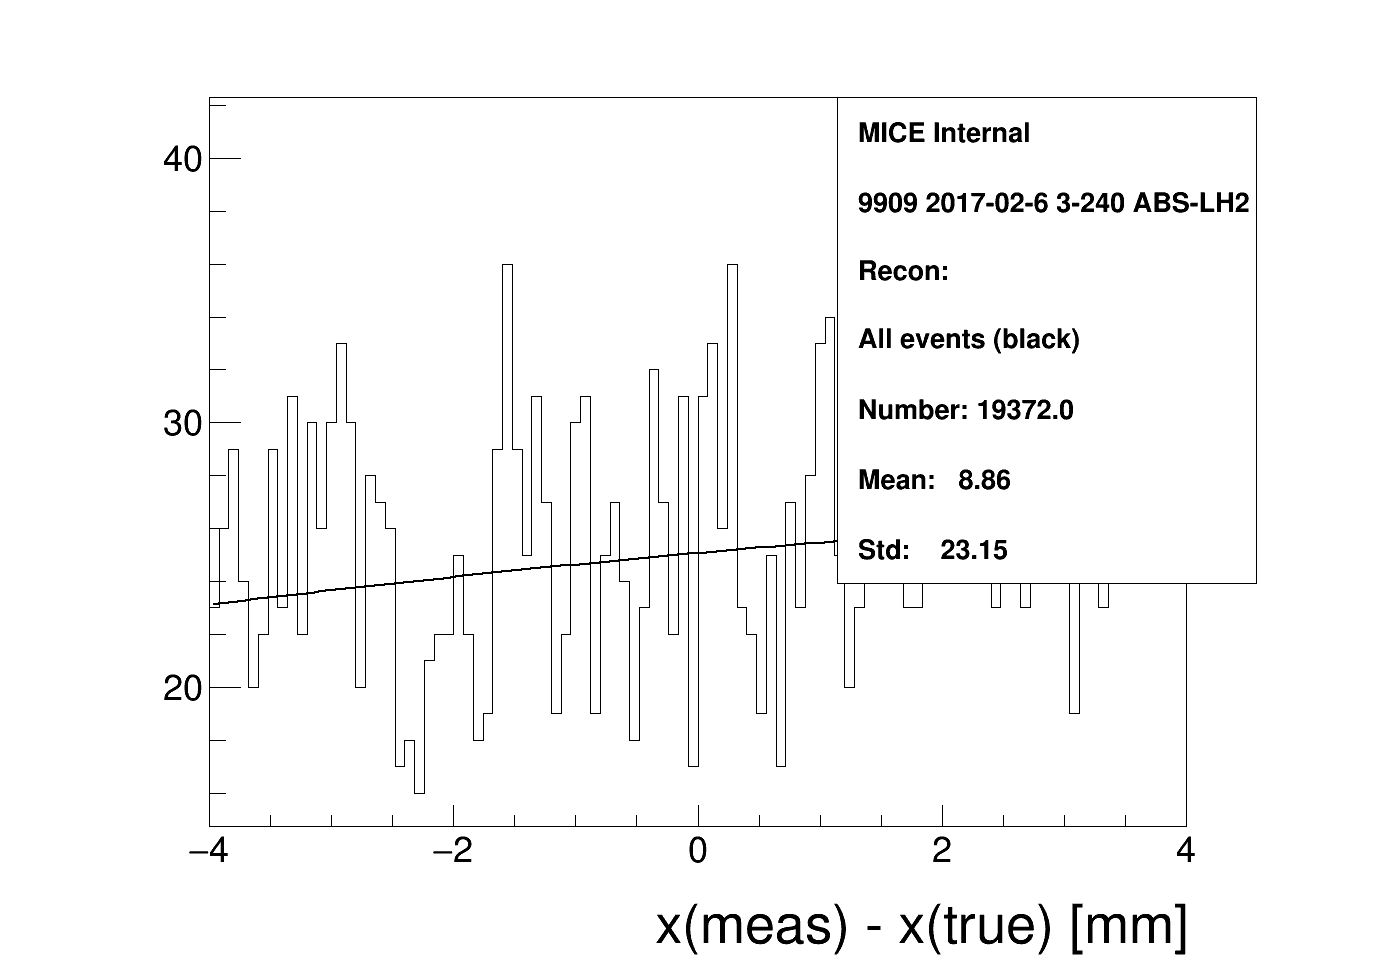 MICE Internal
9909 2017-02-6 3-240 ABS-LH2
Recon:
All events (black)
Number: 19372.0
Mean: 8.86
Std: 23.15
40
30
20
−4 −2 0 2 4
x(meas) - x(true) [mm]